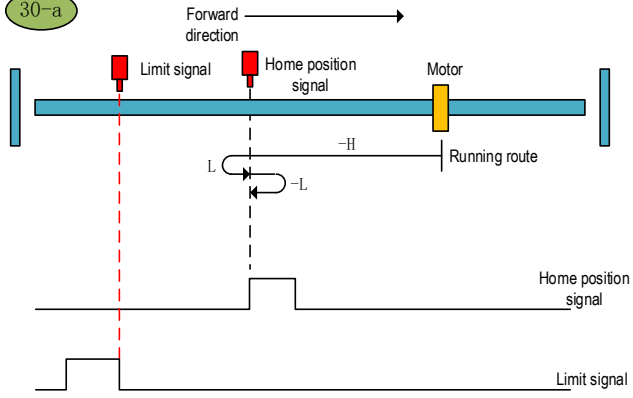 30-a
Forward
direction
Limit signal
Home position
signal
Motor
-H
Running route
L
-L
Home position
signal
Limit signal